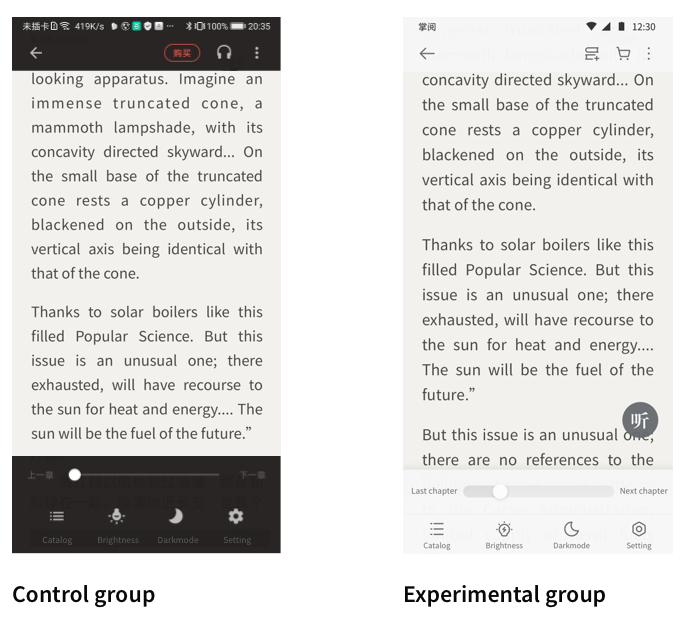 未插卡 419K/s 100% 20:35
购买
looking apparatus. Imagine an
immense truncated cone, a
mammoth lampshade, with its
concavity directed skyward... On
the small base of the truncated
cone rests a copper cylinder,
blackened on the outside, its
vertical axis being identical with
that of the cone.
Thanks to solar boilers like this
filled Popular Science. But this
issue is an unusual one; there
exhausted, will have recourse to
the sun for heat and energy.... The
sun will be the fuel of the future.”
上一章 下一章
Catalog Brightness Darkmode Setting
Control group
掌阅 12:30
concavity directed skyward... On
the small base of the truncated
cone rests a copper cylinder,
blackened on the outside, its
vertical axis being identical with
that of the cone.
Thanks to solar boilers like this
filled Popular Science. But this
issue is an unusual one; there
exhausted, will have recourse to
the sun for heat and energy....
The sun will be the fuel of the
future.”
听
But this issue is an unusual one;
there are no references to the
Last chapter Next chapter
Catalog Brightness Darkmode Setting
Experimental group